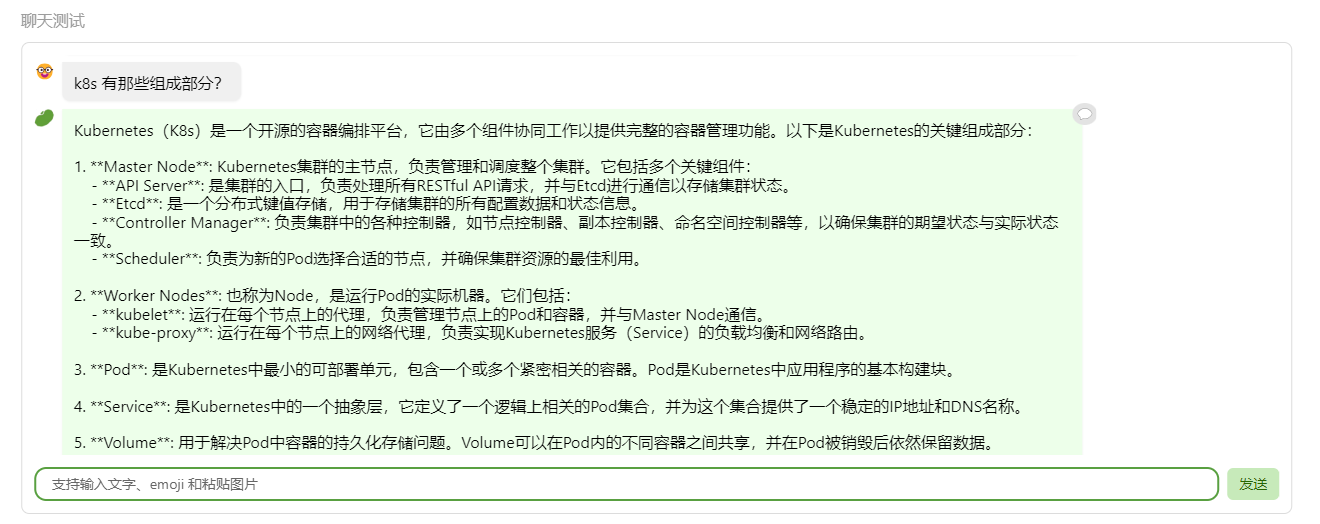 聊天测试
k8s 有那些组成部分?
Kubernetes（K8s）是一个开源的容器编排平台，它由多个组件协同工作以提供完整的容器管理功能。以下是Kubernetes的关键组成部分：
1. **Master Node**: Kubernetes集群的主节点，负责管理和调度整个集群。它包括多个关键组件：
- **API Server**: 是集群的入口，负责处理所有RESTful API请求，并与Etcd进行通信以存储集群状态。
- **Etcd**: 是一个分布式键值存储，用于存储集群的所有配置数据和状态信息。
- **Controller Manager**: 负责集群中的各种控制器，如节点控制器、副本控制器、命名空间控制器等，以确保集群的期望状态与实际状态
一致。
- **Scheduler**: 负责为新的Pod选择合适的节点，并确保集群资源的最佳利用。
2. **Worker Nodes**: 也称为Node，是运行Pod的实际机器。它们包括：
- **kubelet**: 运行在每个节点上的代理，负责管理节点上的Pod和容器，并与Master Node通信。
- **kube-proxy**: 运行在每个节点上的网络代理，负责实现Kubernetes服务（Service）的负载均衡和网络路由。
3. **Pod**: 是Kubernetes中最小的可部署单元，包含一个或多个紧密相关的容器。Pod是Kubernetes中应用程序的基本构建块。
4. **Service**: 是Kubernetes中的一个抽象层，它定义了一个逻辑上相关的Pod集合，并为这个集合提供了一个稳定的IP地址和DNS名称。
5. **Volume**: 用于解决Pod中容器的持久化存储问题。Volume可以在Pod内的不同容器之间共享，并在Pod被销毁后依然保留数据。
支持输入文字、emoji 和粘贴图片
发送